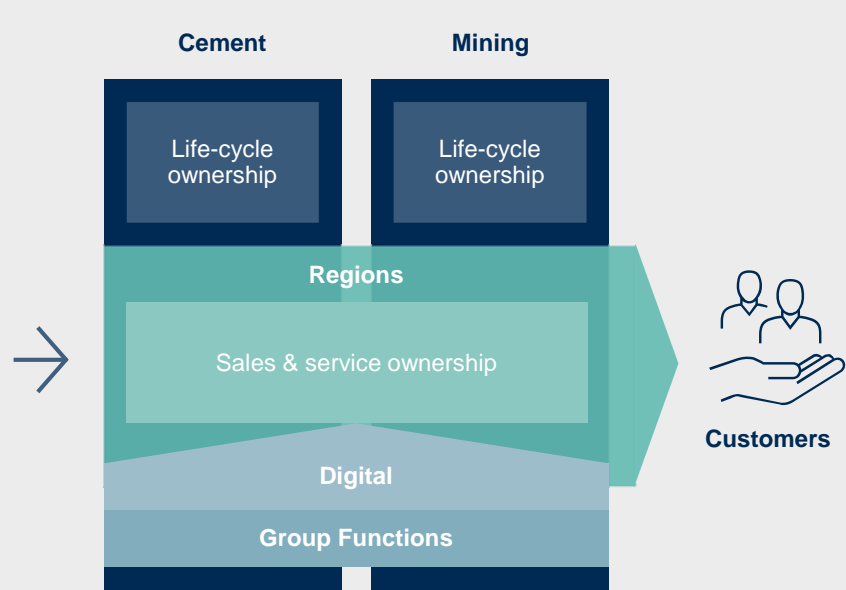 Cement
Mining
Life-cycle
ownership
Life-cycle
ownership
Regions
Sales & service ownership
Customers
Digital
Group Functions